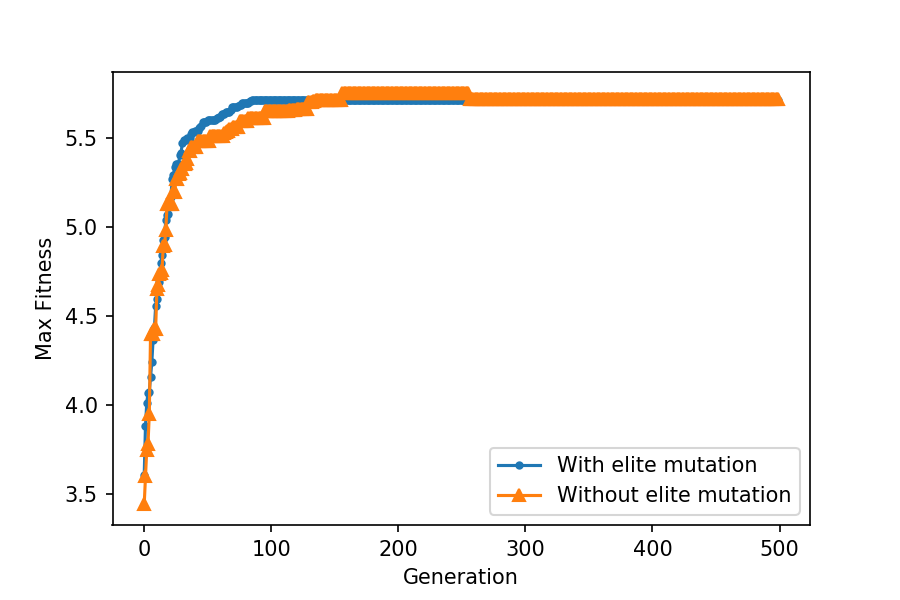 5.5
5.0
4.5
4.0
3.5
Max Fitness
With elite mutation
Without elite mutation
0 100 200 300 400 500
Generation